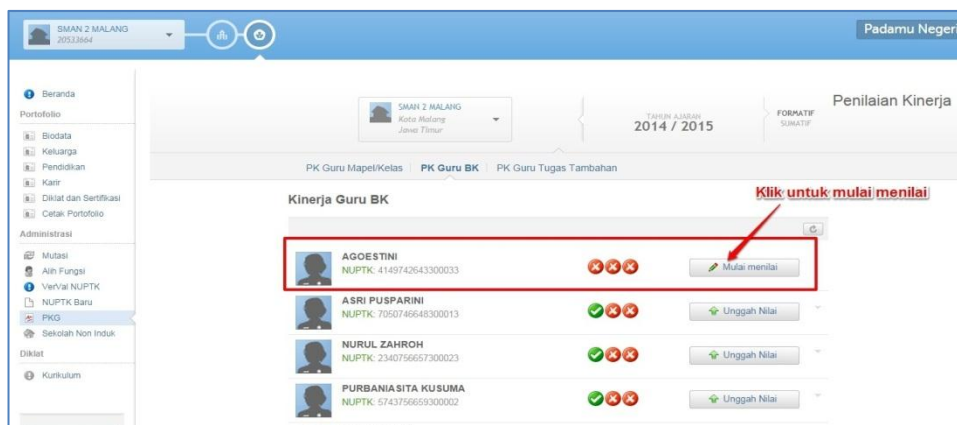 SMAN 2 MALANG
20533664
Padamu Negeri
Beranda
Portofolio
Biodata
Keluarga
Pendidikan
Karir
Diklat dan Sertifikasi
Cetak Portofolio
Administrasi
Mutasi
Alih Fungsi
VerVal NUPTK
NUPTK Baru
PKG
Sekolah Non Induk
Diklat
Kurikulum
SMAN 2 MALANG
Kota Malang
Jawa Timur
TAHUN AJARAN
2014 / 2015
FORMATIF
SUMATIF
Penilaian Kinerja
PK Guru Mapel/Kelas PK Guru BK PK Guru Tugas Tambahan
Klik untuk mulai menilai
Kinerja Guru BK
AGOESTINI
NUPTK: 4149742643300033
Mulai menilai
ASRI PUSPARINI
NUPTK: 7050746648300013
Unggah Nilai
NURUL ZAHROH
NUPTK: 2340756657300023
Unggah Nilai
PURBANIASITA KUSUMA
NUPTK: 5743756659300002
Unggah Nilai